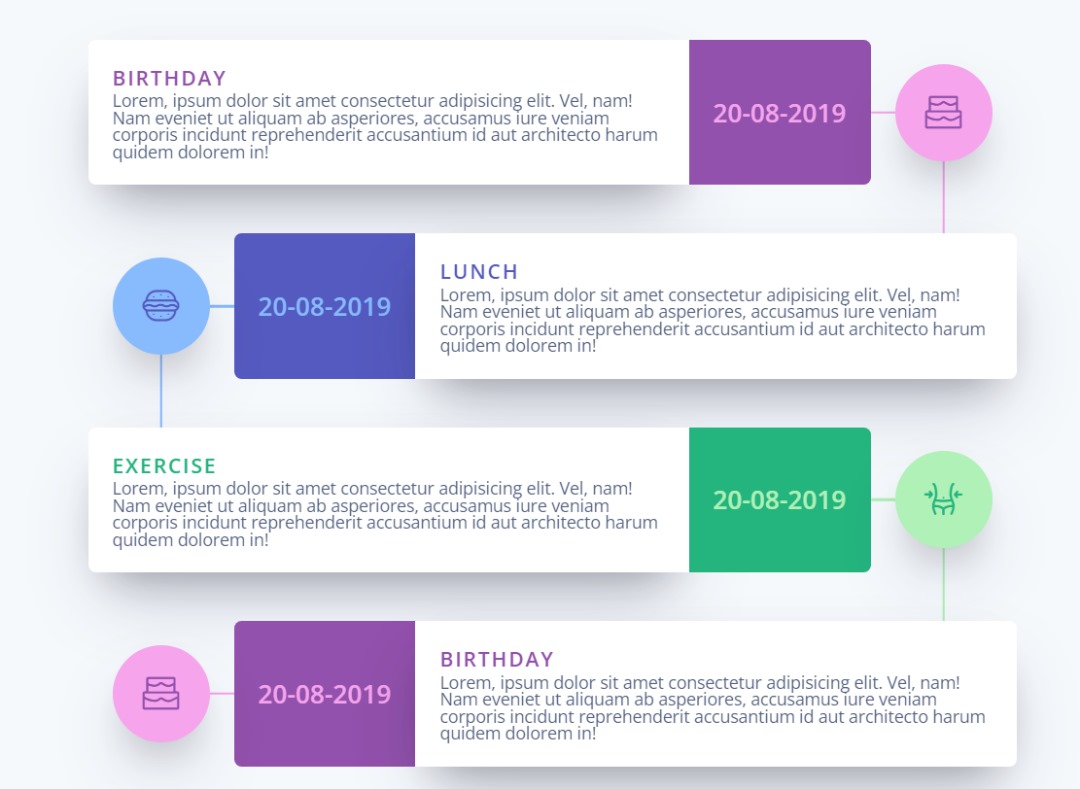 BIRTHDAY
Lorem, ipsum dolor sit amet consectetur adipisicing elit. Vel, nam!
Nam eveniet ut aliquam ab asperiores, accusamus iure veniam
corporis incidunt reprehenderit accusantium id aut architecto harum
quidem dolorem in!
20-08-2019
20-08-2019
LUNCH
Lorem, ipsum dolor sit amet consectetur adipisicing elit. Vel, nam!
Nam eveniet ut aliquam ab asperiores, accusamus iure veniam
corporis incidunt reprehenderit accusantium id aut architecto harum
quidem dolorem in!
EXERCISE
Lorem, ipsum dolor sit amet consectetur adipisicing elit. Vel, nam!
Nam eveniet ut aliquam ab asperiores, accusamus iure veniam
corporis incidunt reprehenderit accusantium id aut architecto harum
quidem dolorem in!
20-08-2019
20-08-2019
BIRTHDAY
Lorem, ipsum dolor sit amet consectetur adipisicing elit. Vel, nam!
Nam eveniet ut aliquam ab asperiores, accusamus iure veniam
corporis incidunt reprehenderit accusantium id aut architecto harum
quidem dolorem in!